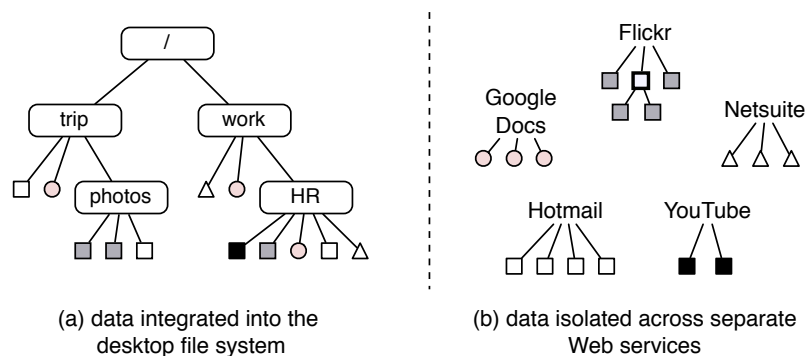 /
trip
work
photos
HR
(a) data integrated into the
desktop file system
Flickr
Google
Docs
Netsuite
Hotmail
YouTube
(b) data isolated across separate
Web services